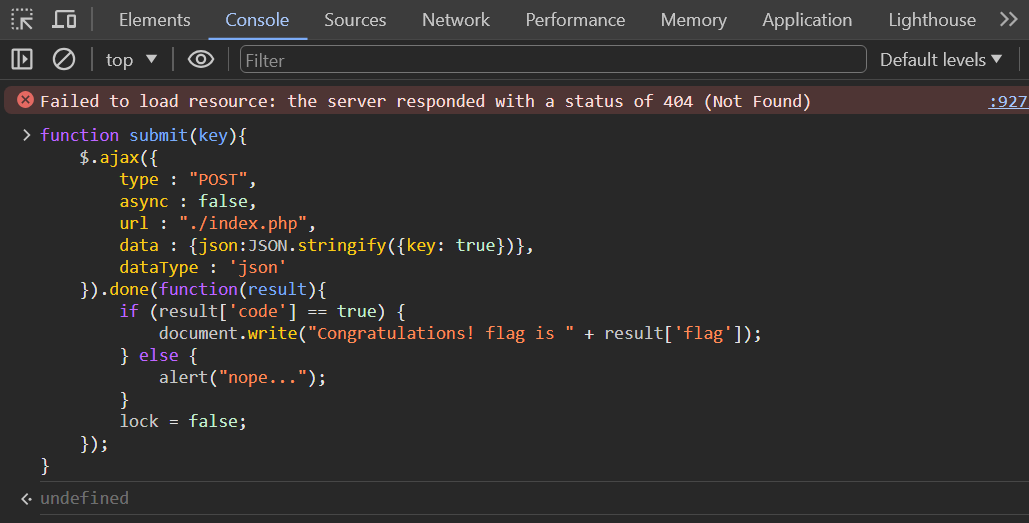 Elements Console Sources Network Performance Memory Application Lighthouse
top Filter Default levels
Failed to load resource: the server responded with a status of 404 (Not Found) :927
function submit(key){
    $.ajax({
        type : "POST",
        async : false,
        url : "./index.php",
        data : {json:JSON.stringify({key: true})},
        dataType : 'json'
    }).done(function(result){
        if (result['code'] == true) {
            document.write("Congratulations! flag is " + result['flag']);
        } else {
            alert("nope...");
        }
        lock = false;
    });
}
undefined